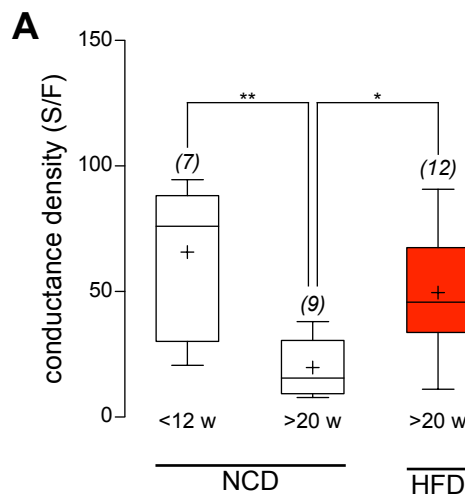 A
conductance density (S/F)
150
100
50
0
** *
(7) (9) (12)
<12 w >20 w >20 w
NCD HFD